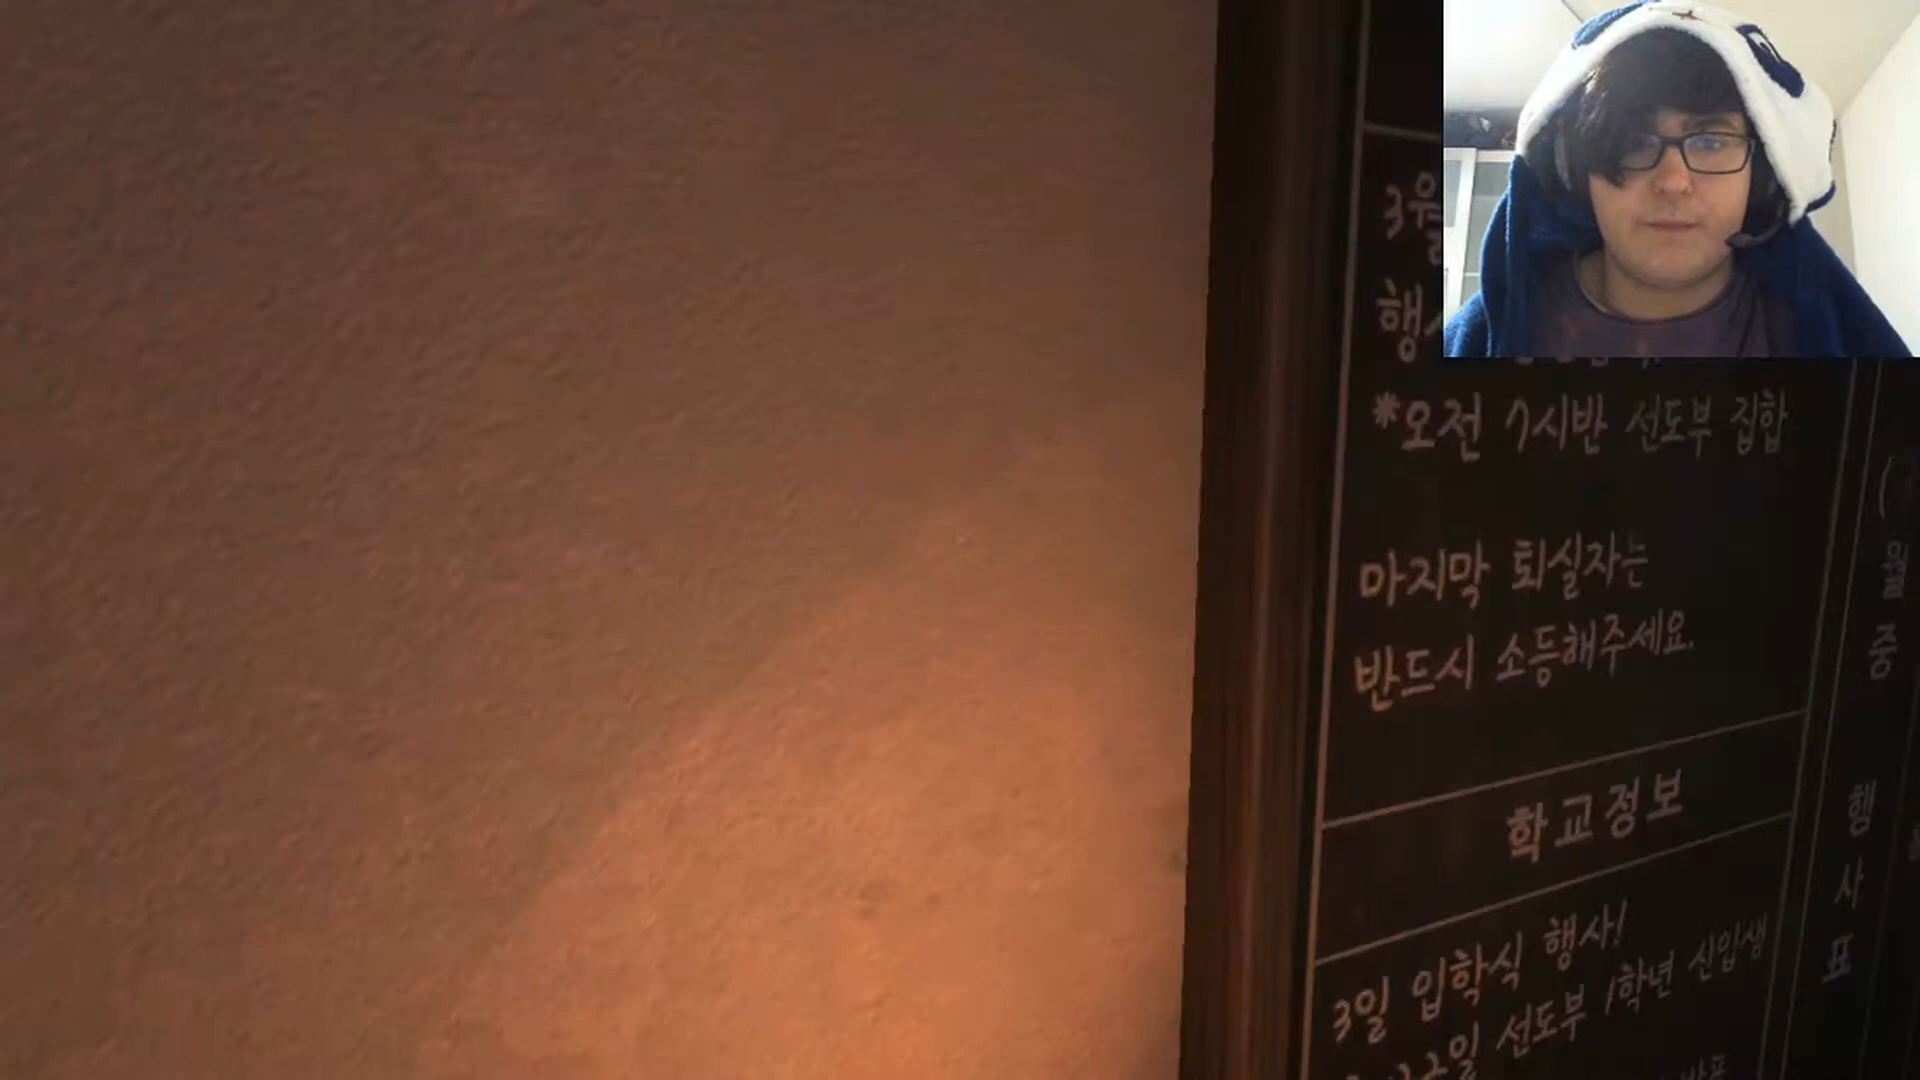 *오전 7시반 선도부 집합
마지막 퇴실자는
반드시 소등해주세요.
학교정보
3일 입학식 행사!
선도부 1학년 신입생
월중
행사표